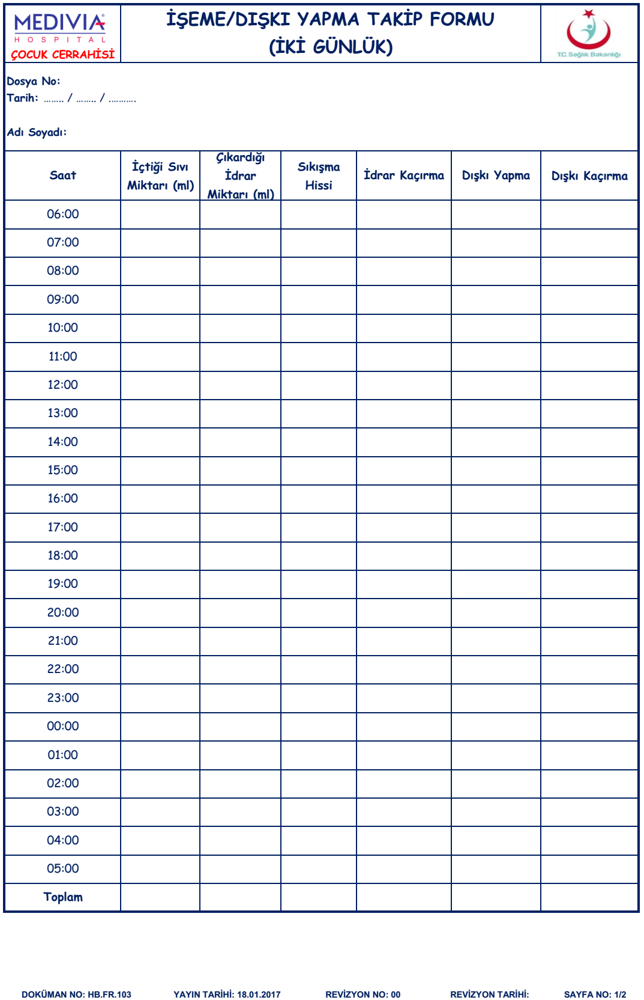 MEDIVIA®
HOSPITAL
ÇOCUK CERRAHİSİ
İŞEME/DIŞKI YAPMA TAKİP FORMU
(İKİ GÜNLÜK)
T.C. Sağlık Bakanlığı
Dosya No:
Tarih: …….. / …….. / ……….
Adı Soyadı:
Saat
İçtiği Sıvı
Miktarı (ml)
Çıkardığı
İdrar
Miktarı (ml)
Sıkışma
Hissi
İdrar Kaçırma
Dışkı Yapma
Dışkı Kaçırma
06:00
07:00
08:00
09:00
10:00
11:00
12:00
13:00
14:00
15:00
16:00
17:00
18:00
19:00
20:00
21:00
22:00
23:00
00:00
01:00
02:00
03:00
04:00
05:00
Toplam
DOKÜMAN NO: HB.FR.103 YAYIN TARİHİ: 18.01.2017 REVİZYON NO: 00 REVİZYON TARİHİ: SAYFA NO: 1/2